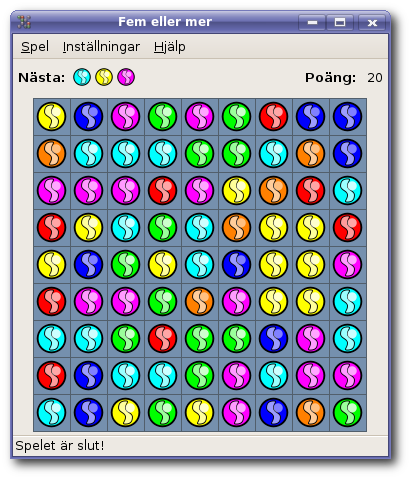 Fem eller mer
Spel Inställningar Hjälp
Nästa: Poäng: 20
Spelet är slut!